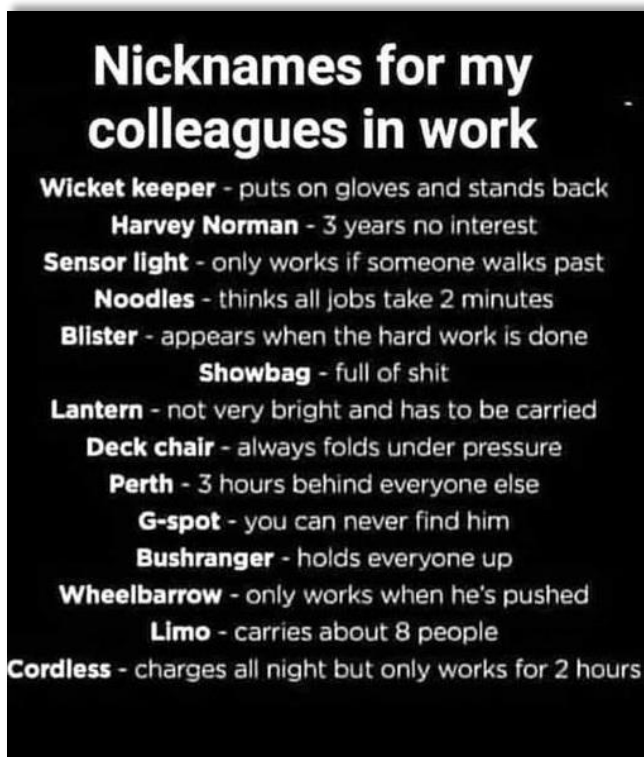 Nicknames for my
colleagues in work
Wicket keeper - puts on gloves and stands back
Harvey Norman - 3 years no interest
Sensor light - only works if someone walks past
Noodles - thinks all jobs take 2 minutes
Blister - appears when the hard work is done
Showbag - full of shit
Lantern - not very bright and has to be carried
Deck chair - always folds under pressure
Perth - 3 hours behind everyone else
G-spot - you can never find him
Bushranger - holds everyone up
Wheelbarrow - only works when he's pushed
Limo - carries about 8 people
Cordless - charges all night but only works for 2 hours